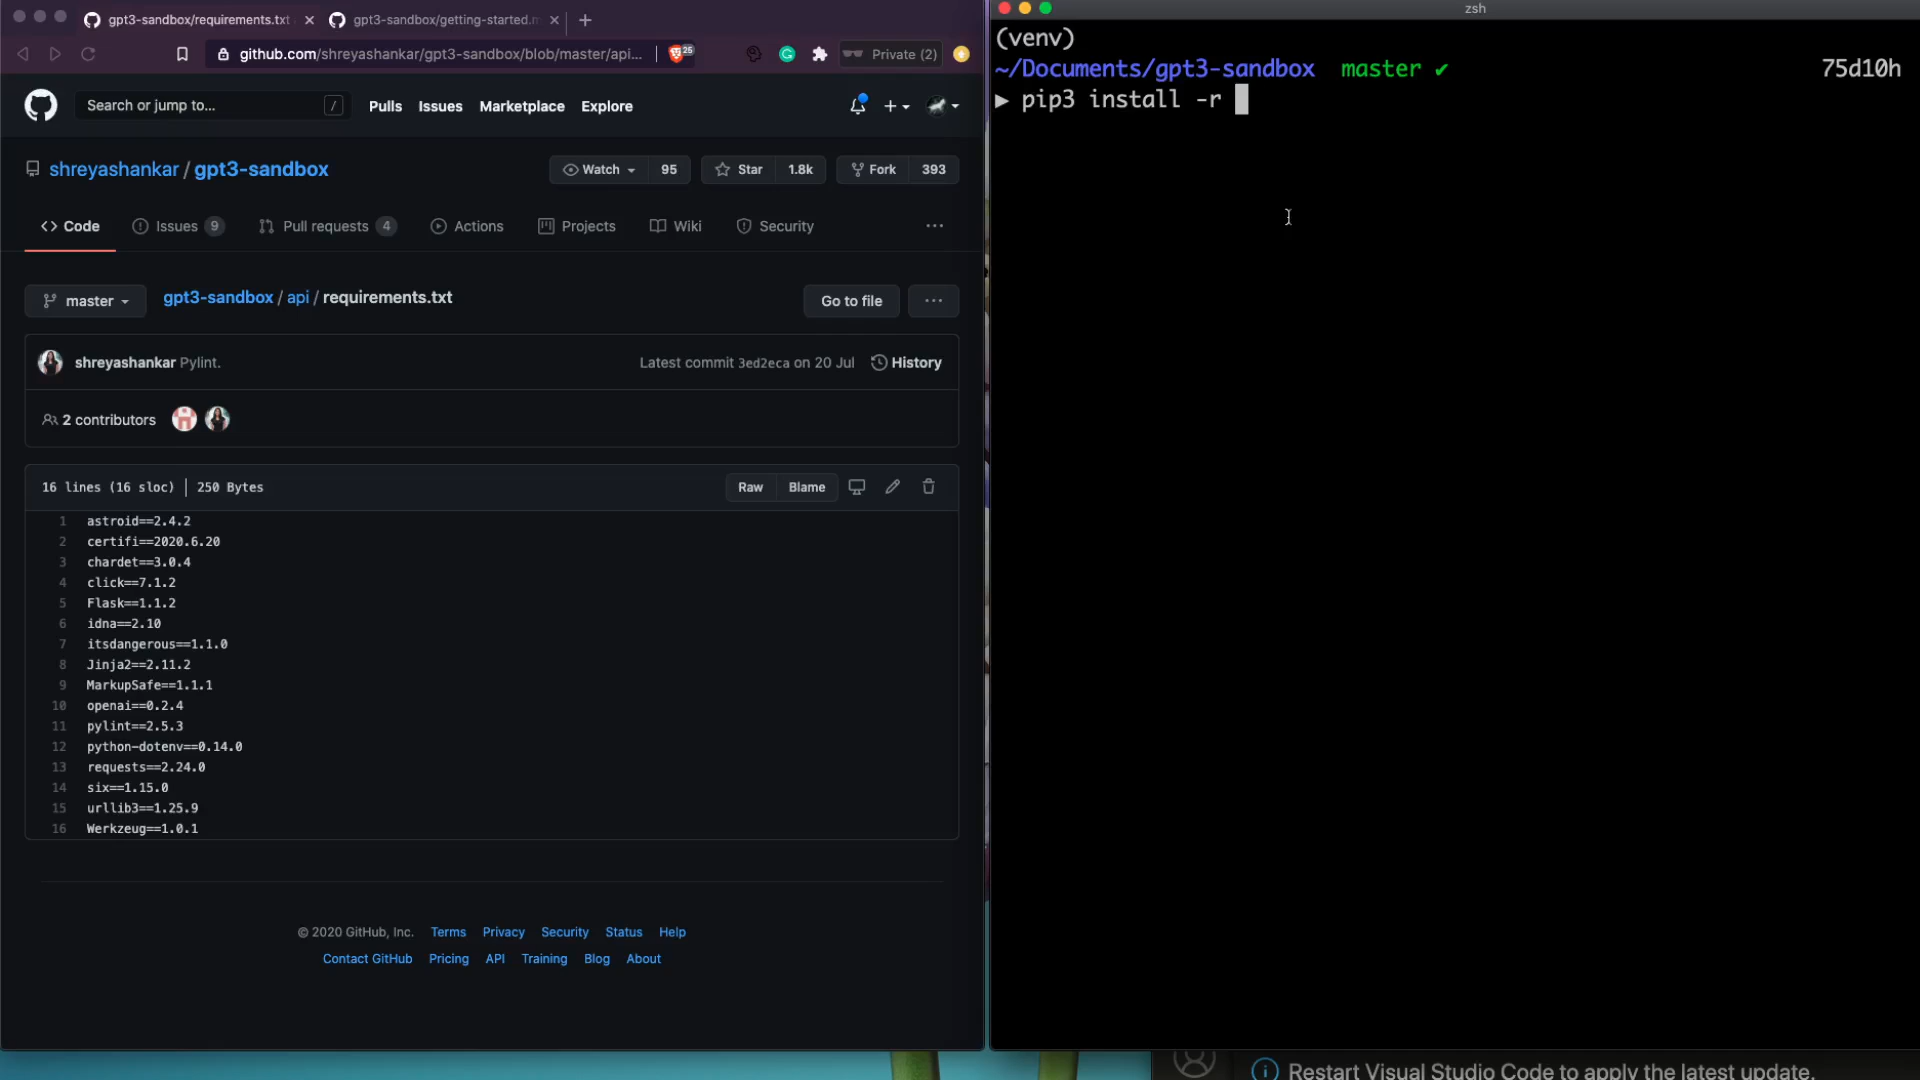 gpt3-sandbox/requirements.txt
gpt3-sandbox/getting-started.m
github.com/shreyashankar/gpt3-sandbox/blob/master/api...
25
Private (2)
Search or jump to...
/
Pulls
Issues
Marketplace
Explore
shreyashankar / gpt3-sandbox
Watch 95
Star 1.8k
Fork 393
Code
Issues 9
Pull requests 4
Actions
Projects
Wiki
Security
master
gpt3-sandbox / api / requirements.txt
Go to file
shreyashankar Pylint.
Latest commit 3ed2eca on 20 Jul
History
2 contributors
16 lines (16 sloc) | 250 Bytes
Raw
Blame
1 astroid==2.4.2
2 certifi==2020.6.20
3 chardet==3.0.4
4 click==7.1.2
5 Flask==1.1.2
6 idna==2.10
7 itsdangerous==1.1.0
8 Jinja2==2.11.2
9 MarkupSafe==1.1.1
10 openai==0.2.4
11 pylint==2.5.3
12 python-dotenv==0.14.0
13 requests==2.24.0
14 six==1.15.0
15 urllib3==1.25.9
16 Werkzeug==1.0.1
© 2020 GitHub, Inc. Terms Privacy Security Status Help
Contact GitHub Pricing API Training Blog About
zsh
(venv)
~/Documents/gpt3-sandbox master ✔ 75d10h
▶ pip3 install -r
Restart Visual Studio Code to apply the latest update.